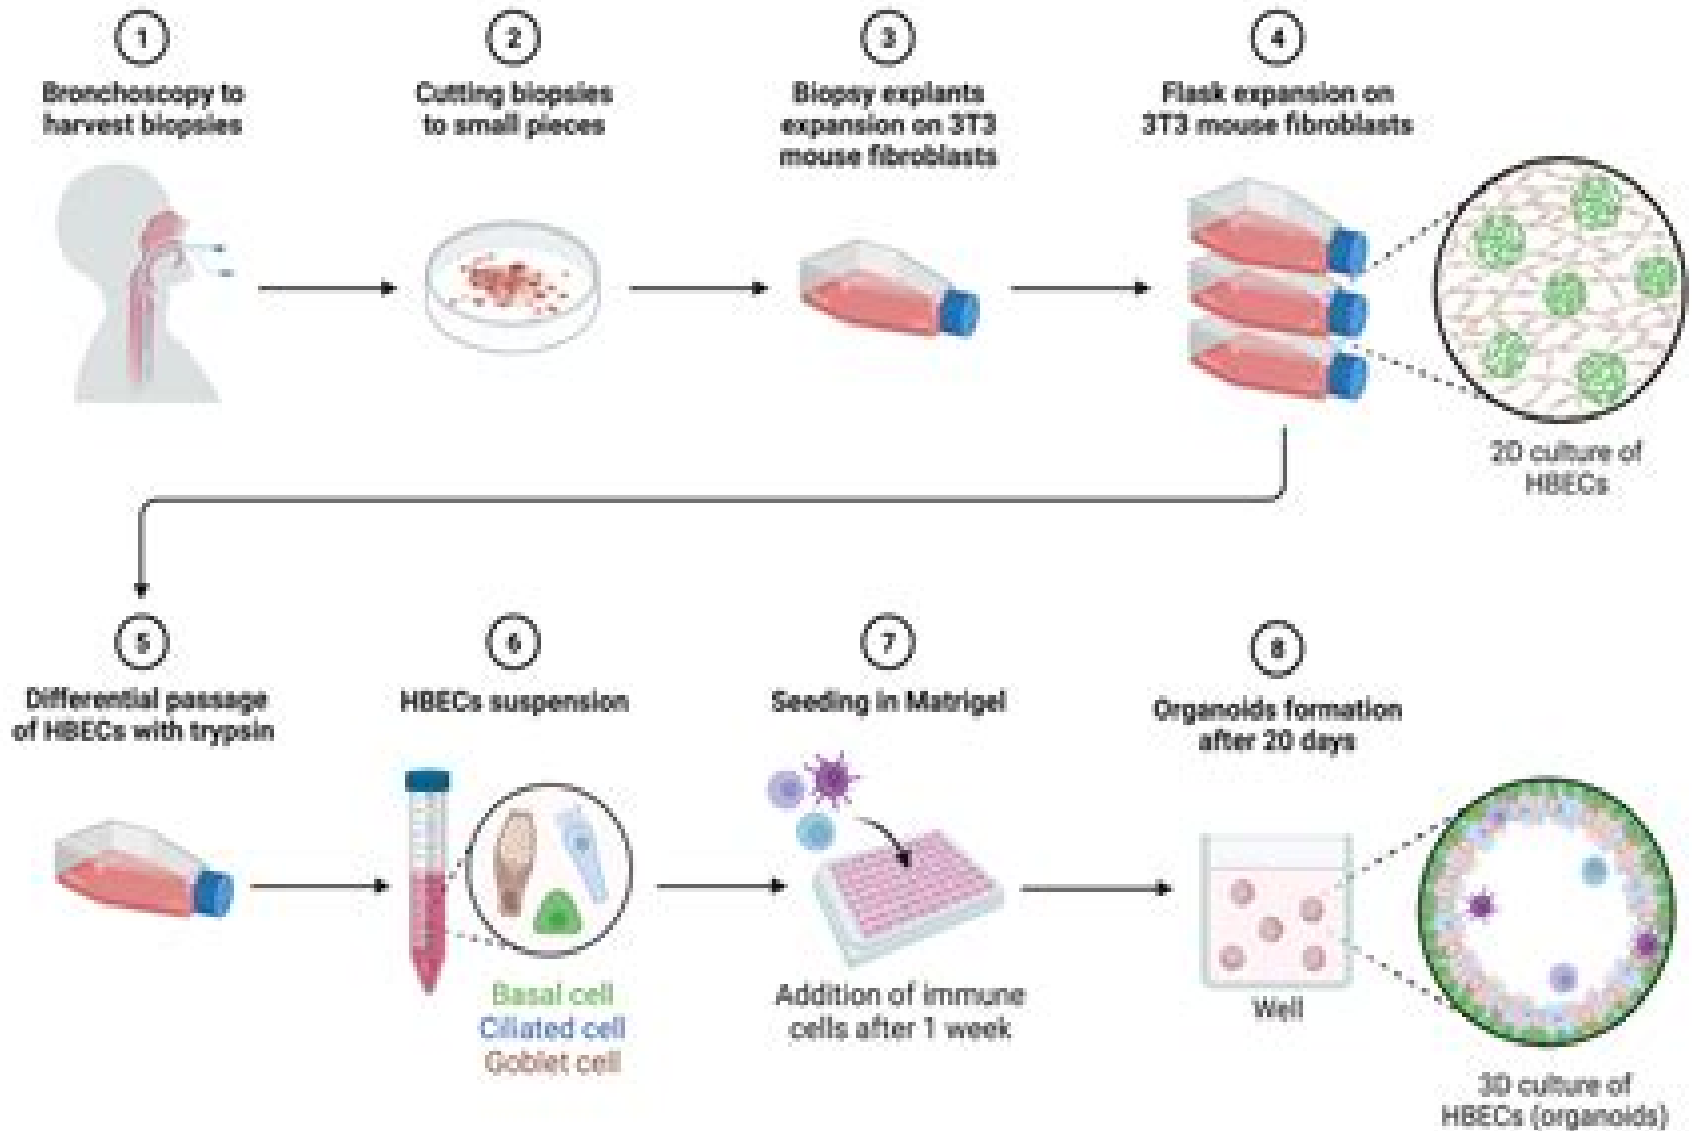 1
Bronchoscopy to
harvest biopsies
2
Cutting biopsies
to small pieces
3
Biopsy explants
expansion on 3T3
mouse fibroblasts
4
Flask expansion on
3T3 mouse fibroblasts
2D culture of
HBECs
5
Differential passage
of HBECs with trypsin
6
HBECs suspension
Basal cell
Ciliated cell
Goblet cell
7
Seeding in Matrigel
Addition of immune
cells after 1 week
8
Organoids formation
after 20 days
Well
3D culture of
HBECs (organoids)